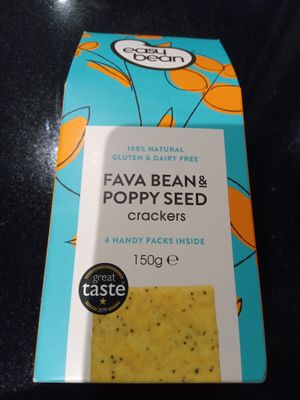 easy
bean
100% NATURAL
GLUTEN & DAIRY FREE
FAVA BEAN &
POPPY SEED
crackers
4 HANDY PACKS INSIDE
150g ℮
great
taste